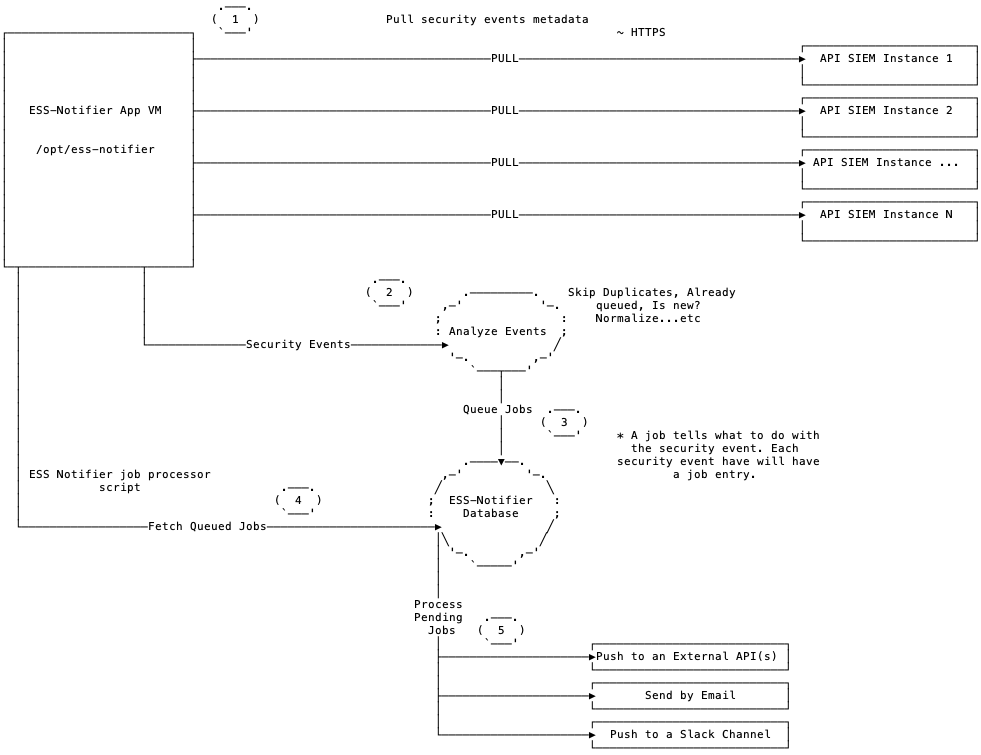 1
Pull security events metadata
~ HTTPS
PULL
API SIEM Instance 1
ESS-Notifier App VM
PULL
API SIEM Instance 2
/opt/ess-notifier
PULL
API SIEM Instance ...
PULL
API SIEM Instance N
2
Skip Duplicates, Already
queued, Is new?
Normalize...etc
Analyze Events
Security Events
Queue Jobs
3
* A job tells what to do with
the security event. Each
security event have will have
a job entry.
ESS Notifier job processor
script
4
ESS-Notifier
Database
Fetch Queued Jobs
Process
Pending
Jobs
5
Push to an External API(s)
Send by Email
Push to a Slack Channel